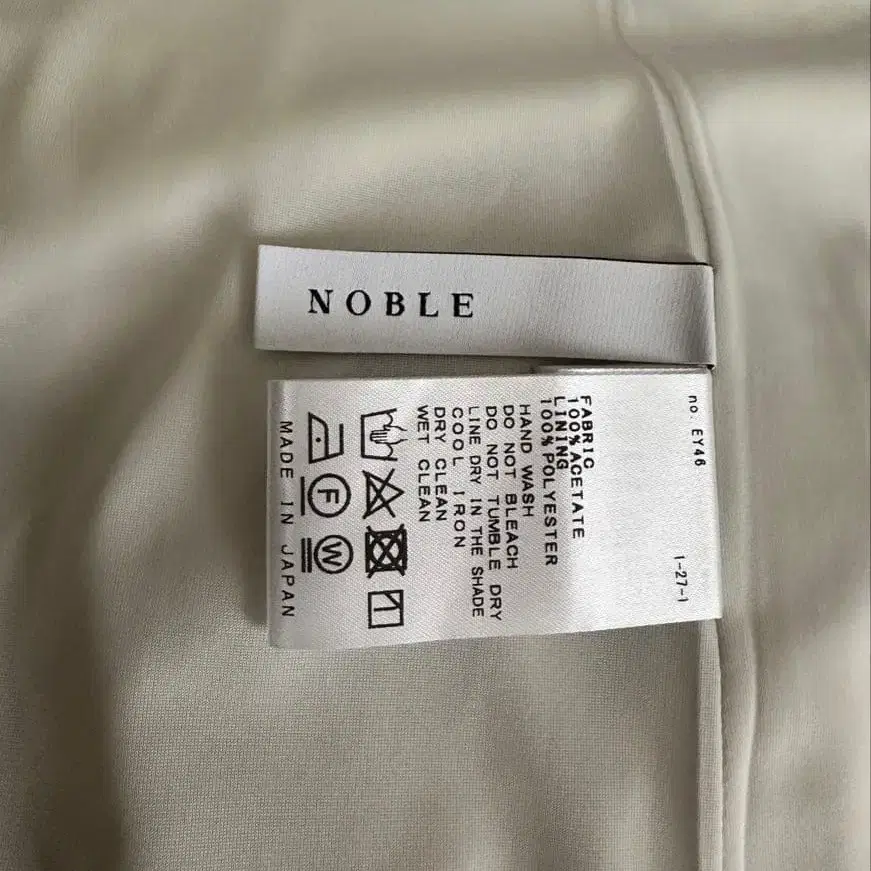 NOBLE
no. EY46 1-27-1
FABRIC
100% ACETATE
LINING
100% POLYESTER
HAND WASH
DO NOT BLEACH
DO NOT TUMBLE DRY
LINE DRY IN THE SHADE
COOL IRON
DRY CLEAN
WET CLEAN
F
W
MADE IN JAPAN